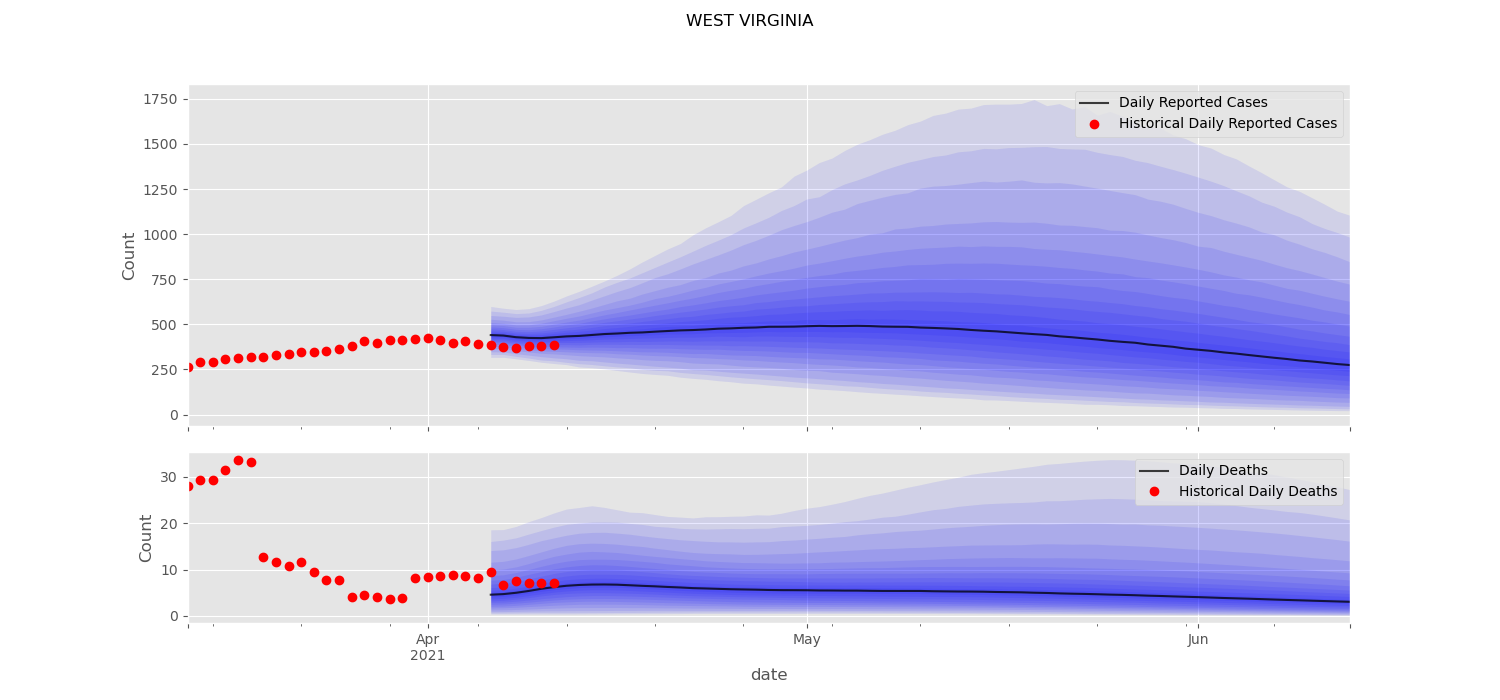 WEST VIRGINIA
1750
1500
1250
1000
750
500
250
0
Count
Daily Reported Cases
Historical Daily Reported Cases
30
20
10
0
Count
Daily Deaths
Historical Daily Deaths
Apr
2021
May
Jun
date